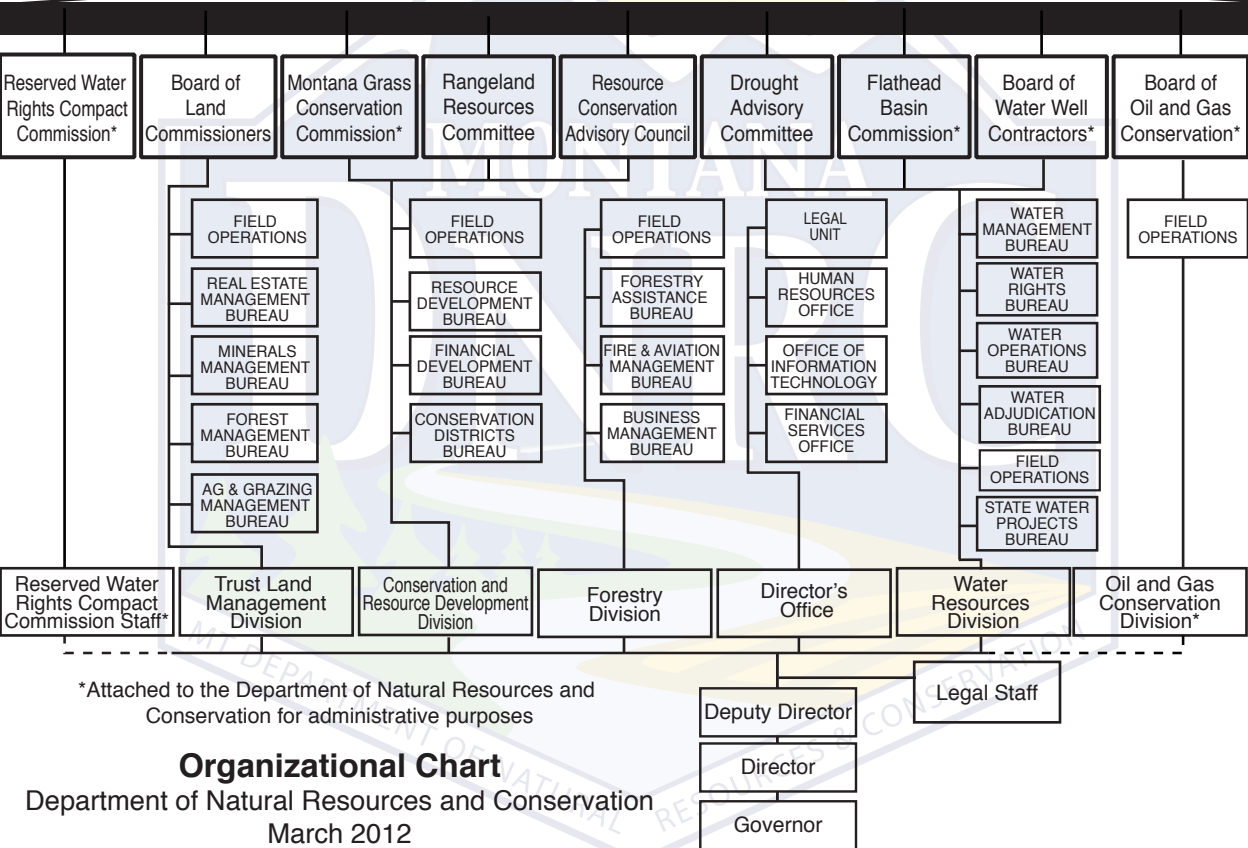 Reserved Water
Rights Compact
Commission*
Board of
Land
Commissioners
Montana Grass
Conservation
Commission*
Rangeland
Resources
Committee
Resource
Conservation
Advisory Council
Drought
Advisory
Committee
Flathead
Basin
Commission*
Board of
Water Well
Contractors*
Board of
Oil and Gas
Conservation*
MONTANA
DNRC
FIELD
OPERATIONS
REAL ESTATE
MANAGEMENT
BUREAU
MINERALS
MANAGEMENT
BUREAU
FOREST
MANAGEMENT
BUREAU
AG & GRAZING
MANAGEMENT
BUREAU
FIELD
OPERATIONS
RESOURCE
DEVELOPMENT
BUREAU
FINANCIAL
DEVELOPMENT
BUREAU
CONSERVATION
DISTRICTS
BUREAU
FIELD
OPERATIONS
FORESTRY
ASSISTANCE
BUREAU
FIRE & AVIATION
MANAGEMENT
BUREAU
BUSINESS
MANAGEMENT
BUREAU
LEGAL
UNIT
HUMAN
RESOURCES
OFFICE
OFFICE OF
INFORMATION
TECHNOLOGY
FINANCIAL
SERVICES
OFFICE
WATER
MANAGEMENT
BUREAU
WATER
RIGHTS
BUREAU
WATER
OPERATIONS
BUREAU
WATER
ADJUDICATION
BUREAU
FIELD
OPERATIONS
STATE WATER
PROJECTS
BUREAU
FIELD
OPERATIONS
Reserved Water
Rights Compact
Commission Staff*
Trust Land
Management
Division
Conservation and
Resource Development
Division
Forestry
Division
Director's
Office
Water
Resources
Division
Oil and Gas
Conservation
Division*
MT DEPARTMENT OF NATURAL RESOURCES & CONSERVATION
*Attached to the Department of Natural Resources and
Conservation for administrative purposes
Legal Staff
Deputy Director
Director
Governor
Organizational Chart
Department of Natural Resources and Conservation
March 2012